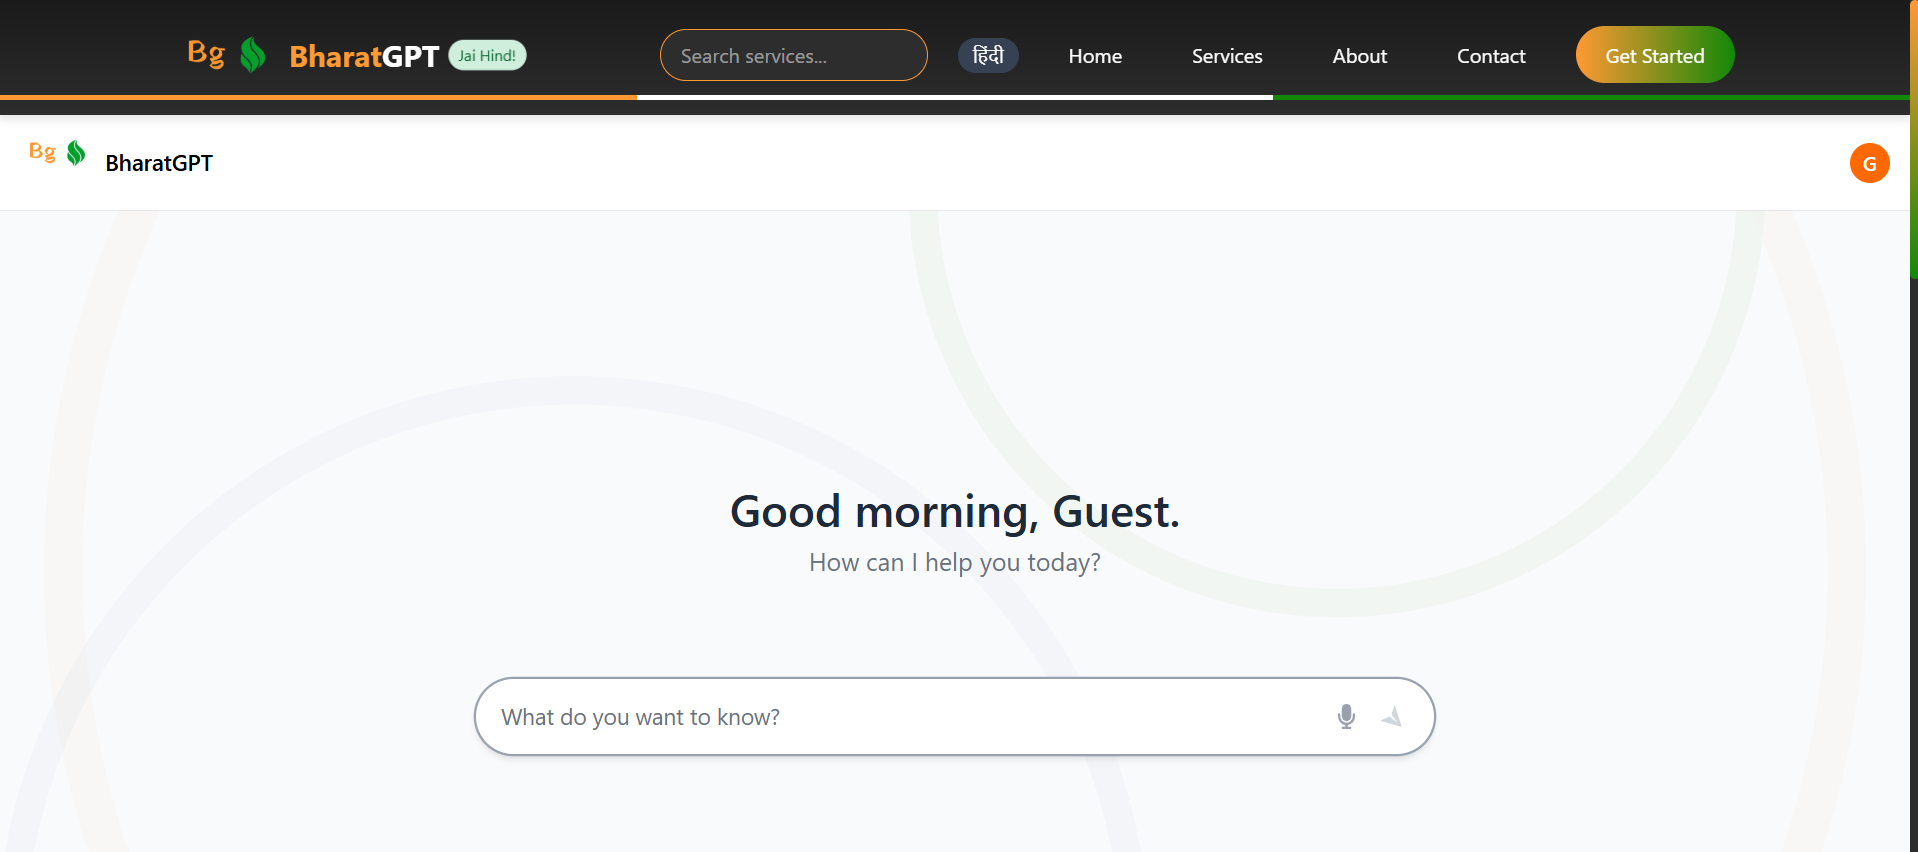 Bg BharatGPT Jai Hind! Search services... हिंदी Home Services About Contact Get Started
Bg BharatGPT G
Good morning, Guest.
How can I help you today?
What do you want to know?